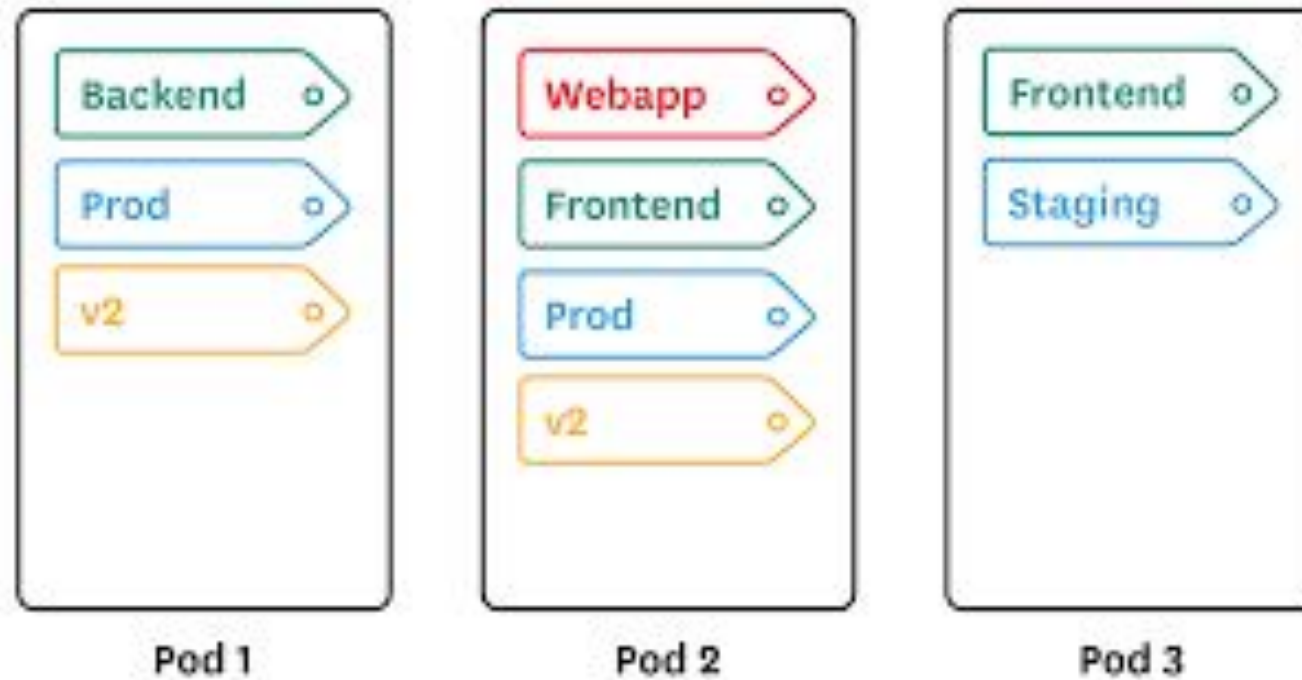 Backend
Prod
v2
Pod 1
Webapp
Frontend
Prod
v2
Pod 2
Frontend
Staging
Pod 3